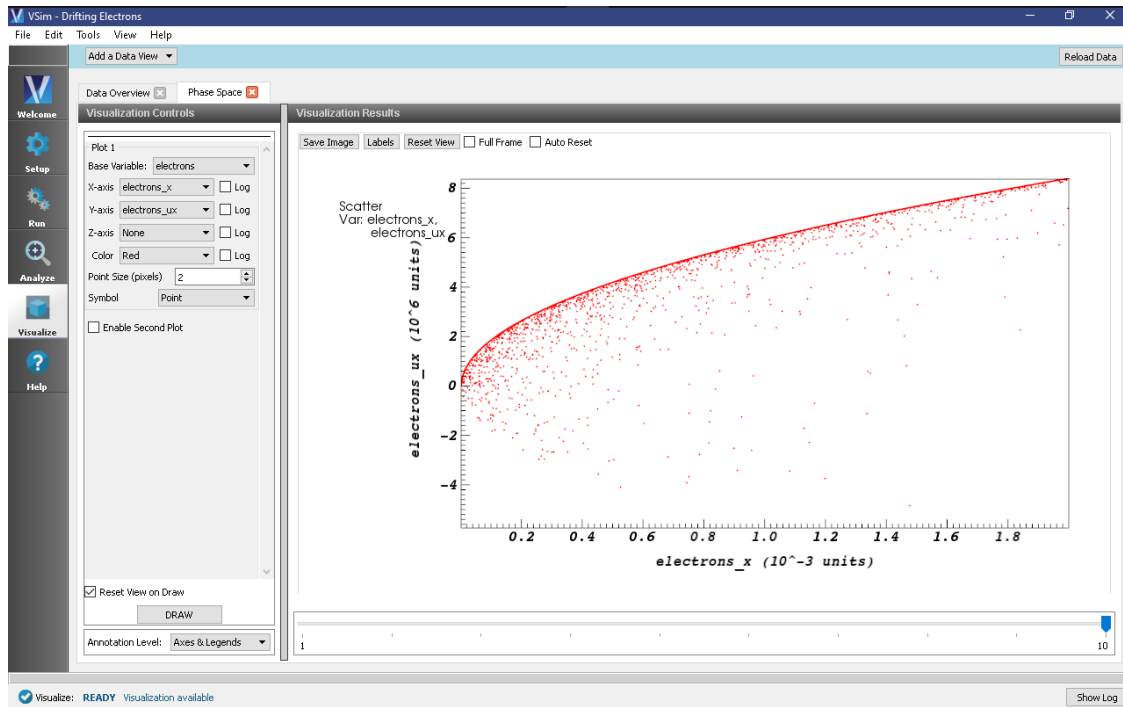 VSim - Drifting Electrons
File Edit Tools View Help
Add a Data View
Reload Data
Welcome
Setup
Run
Analyze
Visualize
Help
Data Overview
Phase Space
Visualization Controls
Plot 1
Base Variable: electrons
X-axis electrons_x Log
Y-axis electrons_ux Log
Z-axis None Log
Color Red Log
Point Size (pixels) 2
Symbol Point
Enable Second Plot
Reset View on Draw
DRAW
Annotation Level: Axes & Legends
Visualization Results
Save Image Labels Reset View Full Frame Auto Reset
Scatter
Var: electrons_x,
electrons_ux
electrons_ux (10^6 units)
8
6
4
2
0
-2
-4
0.2 0.4 0.6 0.8 1.0 1.2 1.4 1.6 1.8
electrons_x (10^-3 units)
1 10
Visualize: READY Visualization available
Show Log